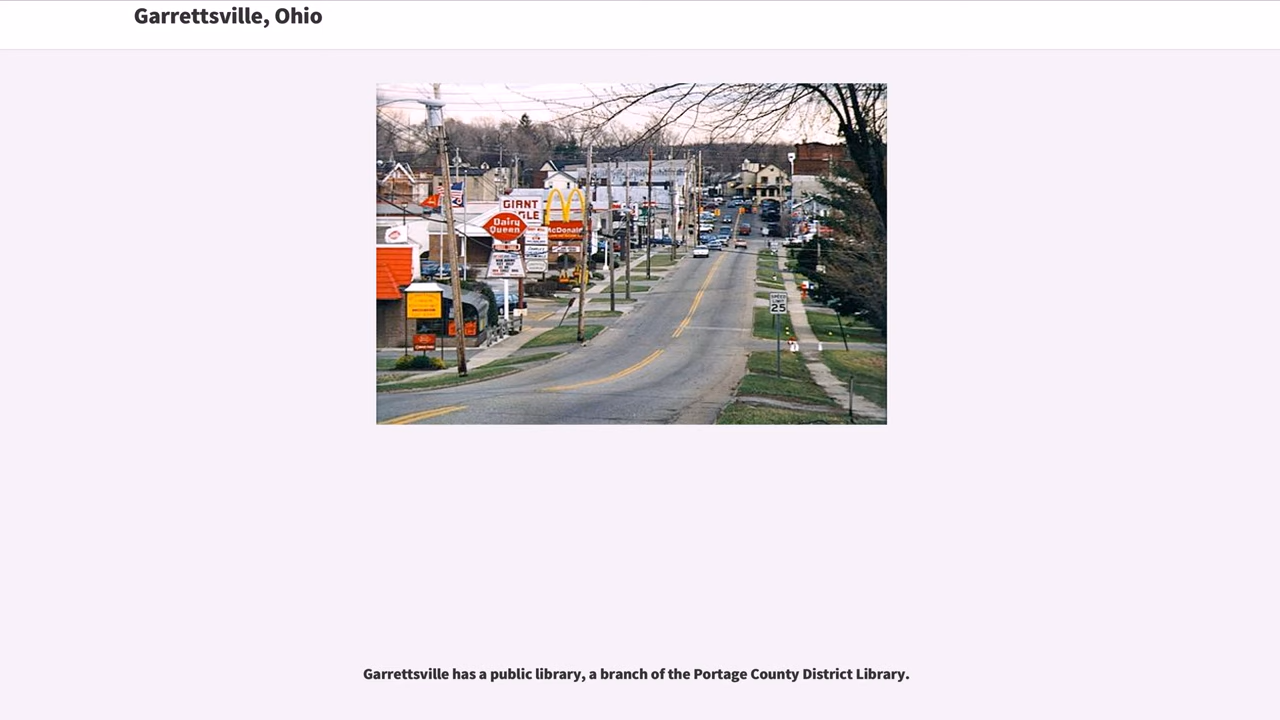 Garrettsville, Ohio
GIANT
GLE
Dairy
Queen
McDonald
SPEED
LIMIT
25
Garrettsville has a public library, a branch of the Portage County District Library.